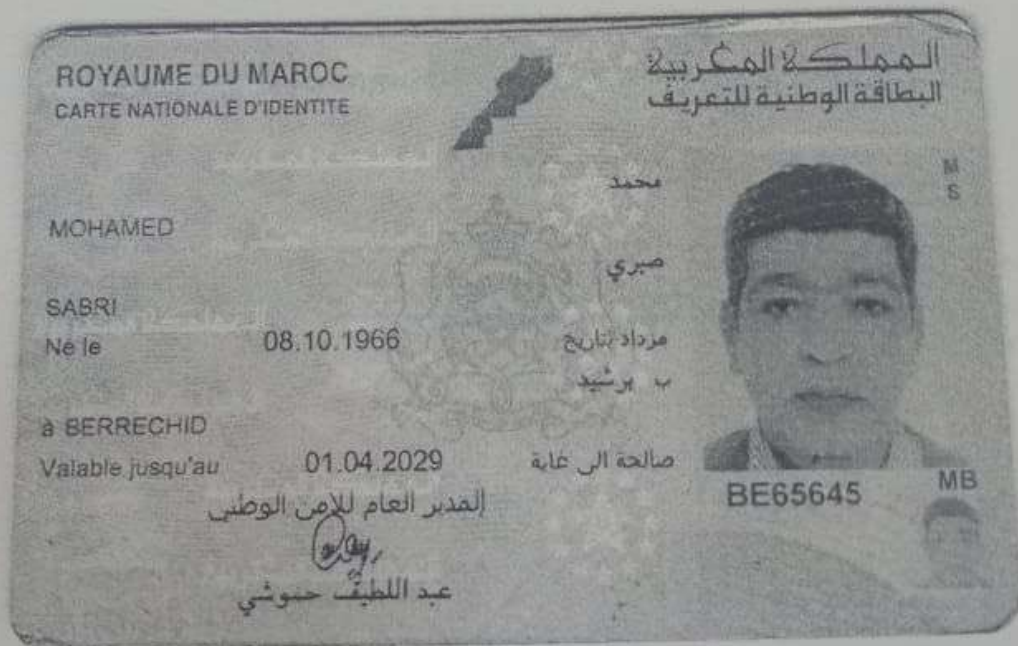 ROYAUME DU MAROC
المملكة المغربية
CARTE NATIONALE D'IDENTITE
البطاقة الوطنية للتعريف
محمد
MOHAMED
صبري
SABRI
Né le 08.10.1966 مزداد بتاريخ
ب برشيد
à BERRECHID
Valable jusqu'au 01.04.2029 صالحة الى غاية
المدير العام للامن الوطني
عبد اللطيف حموشي
M
S
BE65645
MB